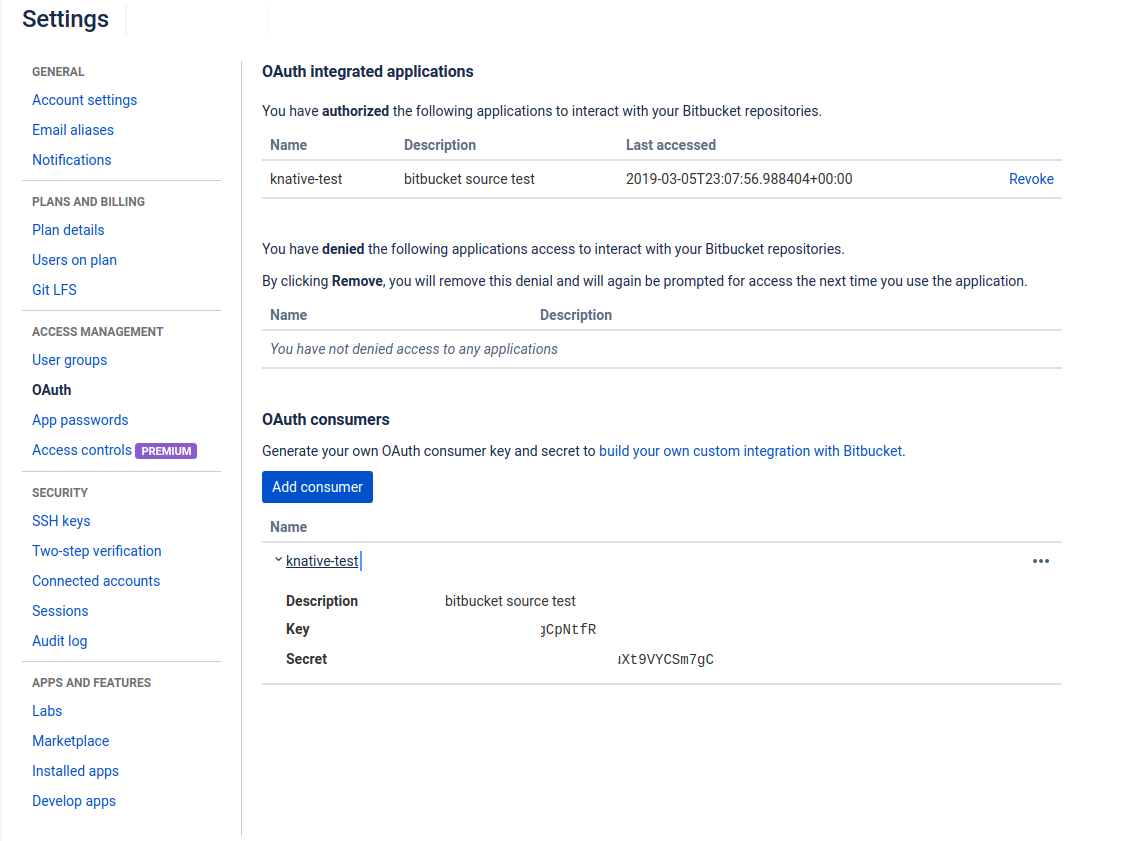 Settings
GENERAL
Account settings
Email aliases
Notifications
PLANS AND BILLING
Plan details
Users on plan
Git LFS
ACCESS MANAGEMENT
User groups
OAuth
App passwords
Access controls PREMIUM
SECURITY
SSH keys
Two-step verification
Connected accounts
Sessions
Audit log
APPS AND FEATURES
Labs
Marketplace
Installed apps
Develop apps
OAuth integrated applications
You have authorized the following applications to interact with your Bitbucket repositories.
Name Description Last accessed
knative-test bitbucket source test 2019-03-05T23:07:56.988404+00:00 Revoke
You have denied the following applications access to interact with your Bitbucket repositories.
By clicking Remove, you will remove this denial and will again be prompted for access the next time you use the application.
Name Description
You have not denied access to any applications
OAuth consumers
Generate your own OAuth consumer key and secret to build your own custom integration with Bitbucket.
Add consumer
Name
knative-test
Description bitbucket source test
Key gCpNtfR
Secret Xt9VYCSm7gC